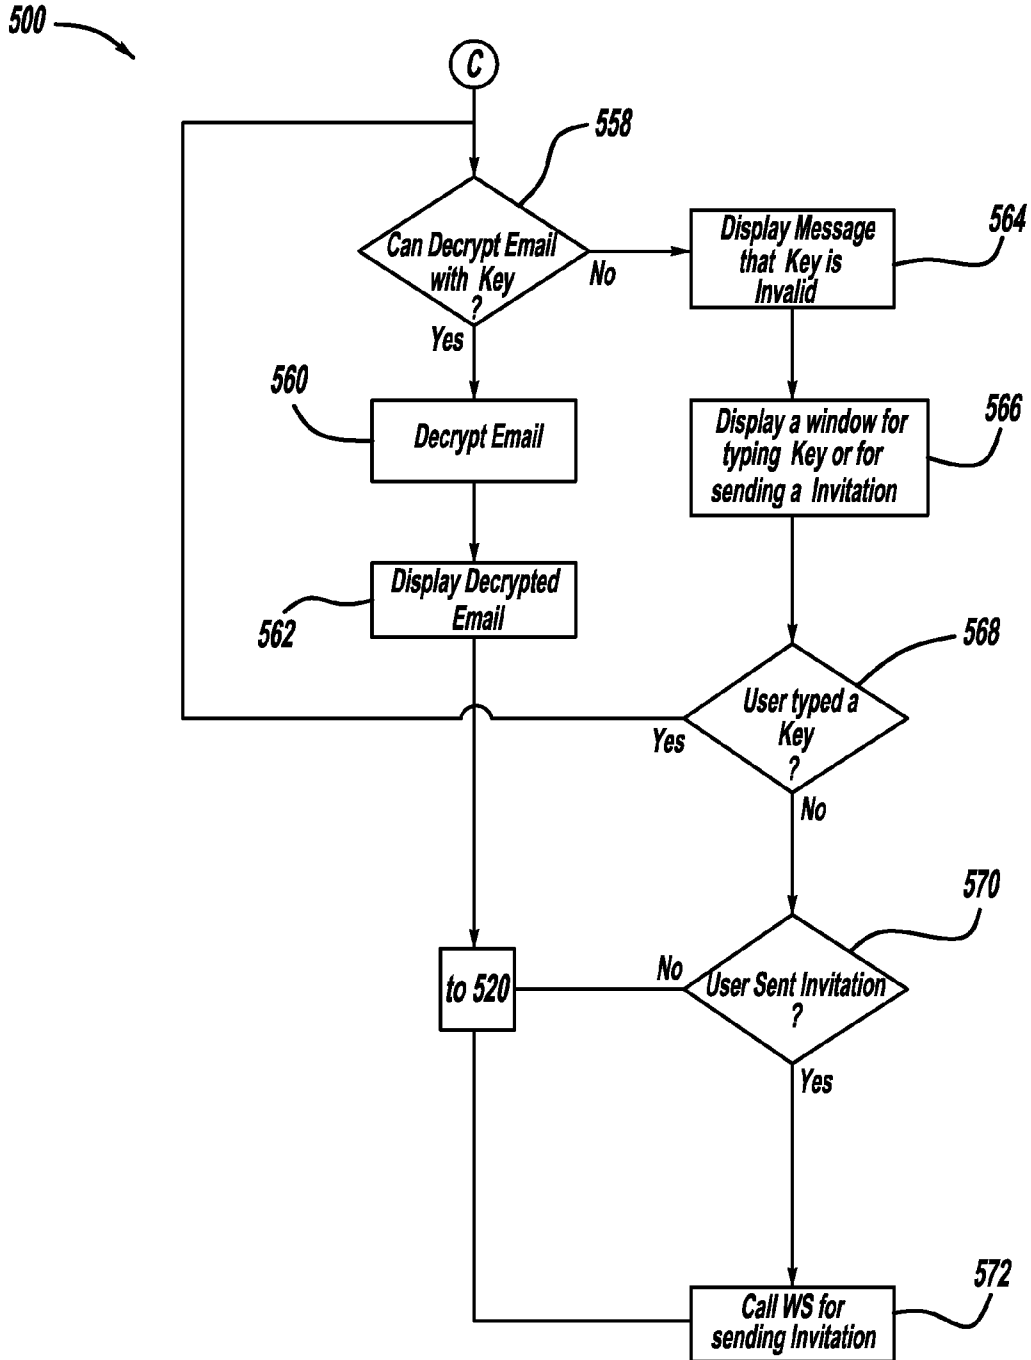 500
C
558
Can Decrypt Email
with Key
?
No
Yes
Display Message
that Key is
Invalid
564
560
Decrypt Email
Display a window for
typing Key or for
sending a Invitation
566
Display Decrypted
Email
562
568
User typed a
Key
?
Yes
No
570
to 520
No
User Sent Invitation
?
Yes
572
Call WS for
sending Invitation